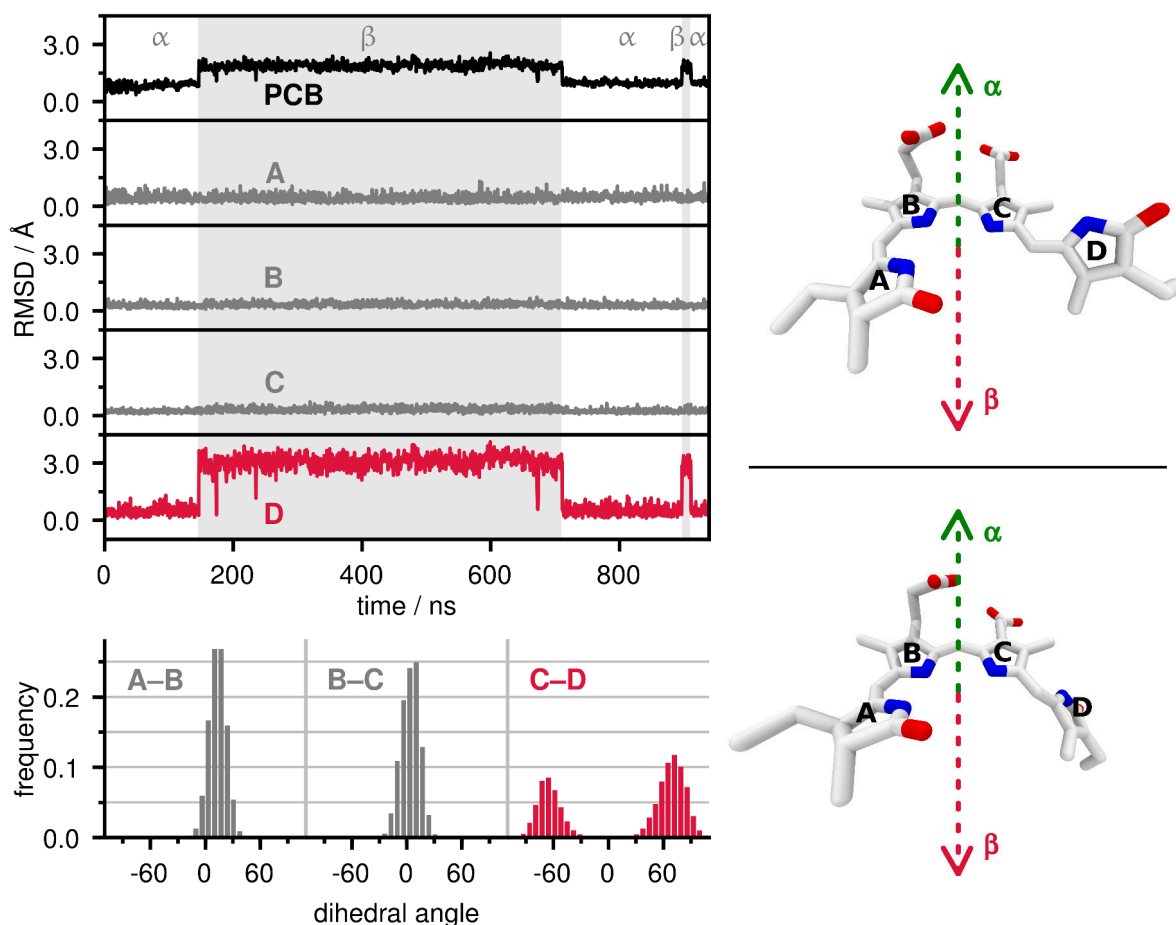 α β α β α
3.0
0.0
PCB
3.0
0.0
A
3.0
0.0
B
3.0
0.0
C
3.0
0.0
D
RMSD / Å
0 200 400 600 800
time / ns
A–B B–C C–D
0.2
0.1
0.0
frequency
-60 0 60 -60 0 60 -60 0 60
dihedral angle
α
B C
D
A
β
α
B C
D
A
β